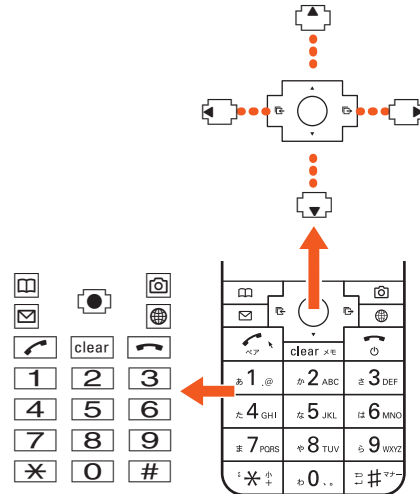 clear
1 2 3
4 5 6
7 8 9
* 0 #
ペア clear メモ
あ 1 .@ か 2 ABC さ 3 DEF
た 4 GHI な 5 JKL は 6 MNO
ま 7 PQRS や 8 TUV ら 9 WXYZ
* わ 0 、。 # マナー